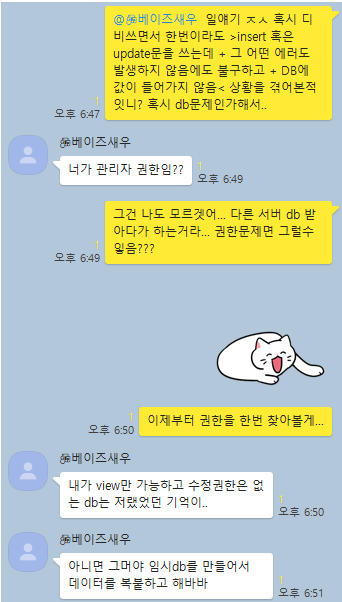 @֍베이즈새우 일얘기 ㅈㅅ 혹시 디
비쓰면서 한번이라도 >insert 혹은
update문을 쓰는데 + 그 어떤 에러도
발생하지 않음에도 불구하고 + DB에
값이 들어가지 않음< 상황을 겪어본적
잇니? 혹시 db문제인가해서..
1
오후 6:47
베이즈새우
너가 관리자 권한임??
1
오후 6:49
그건 나도 모르겟어... 다른 서버 db 받
아다가 하는거라... 권한문제면 그럴수
잏음???
1
오후 6:49
1
오후 6:50
이제부터 권한을 한번 찾아볼게...
베이즈새우
내가 view만 가능하고 수정권한은 없
는 db는 저랬었던 기억이..
1
오후 6:50
베이즈새우
아니면 그머야 임시db를 만들어서
데이터를 복붙하고 해바바
1
오후 6:51